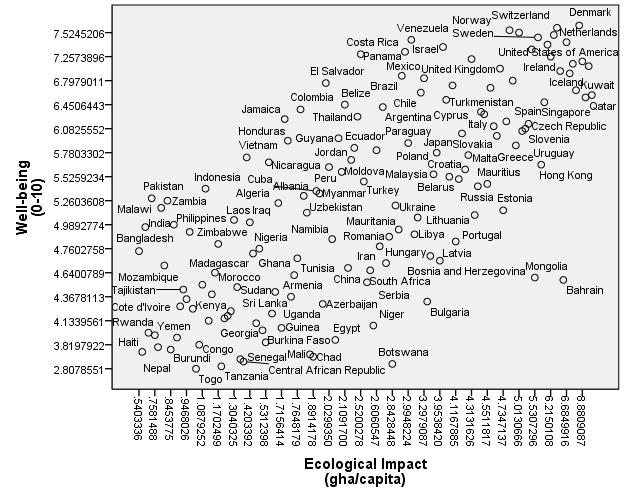 Denmark
Switzerland
Norway
Venezuela
Sweden
Netherlands
7.5245206
Costa Rica
Israel
Panama
United States of America
7.2573896
Mexico
United Kingdom
Ireland
El Salvador
6.7979011
Brazil
Iceland
Kuwait
Belize
Colombia
Chile
Turkmenistan
6.4506443
Qatar
Jamaica
Thailand
Argentina
Cyprus
Spain
Singapore
Italy
Czech Republic
6.0825552
Honduras
Guyana
Ecuador
Paraguay
Vietnam
Japan
Slovakia
Slovenia
5.7803302
Jordan
Poland
Malta
Greece
Nicaragua
Croatia
Uruguay
Peru
Moldova
Malaysia
Mauritius
Hong Kong
5.5259234
Indonesia
Cuba
Pakistan
Albania
Turkey
Belarus
Algeria
Myanmar
Russia
Estonia
5.2603608
Zambia
Malawi
Laos
Iraq
Uzbekistan
Ukraine
India
Philippines
Mauritania
Lithuania
4.9892774
Zimbabwe
Namibia
Bangladesh
Nigeria
Romania
Libya
Portugal
4.7602758
Iran
Hungary
Latvia
Madagascar
Ghana
Tunisia
Bosnia and Herzegovina
Mongolia
4.6400789
Mozambique
Morocco
China
South Africa
Tajikistan
Sudan
Armenia
Bahrain
4.3678113
Serbia
Cote d'Ivoire
Kenya
Sri Lanka
Azerbaijan
Uganda
Niger
Bulgaria
4.1339561
Rwanda
Yemen
Georgia
Guinea
Egypt
Haiti
Burkina Faso
3.8197922
Congo
Mali
Chad
Botswana
Burundi
Senegal
Nepal
Central African Republic
2.8078551
Togo
Tanzania
Well-being
(0-10)
.5403336
.7581488
.8453775
.9468026
1.0879252
1.1702499
1.3040325
1.4203392
1.5312398
1.7156414
1.7648179
1.8914178
2.0299350
2.1091700
2.5200278
2.6060547
2.8428448
2.9948224
3.2979087
3.9538420
4.1167885
4.3131626
4.5511817
4.7347137
5.0130666
5.5307296
6.2150108
6.6849916
8.8809087
Ecological Impact
(gha/capita)